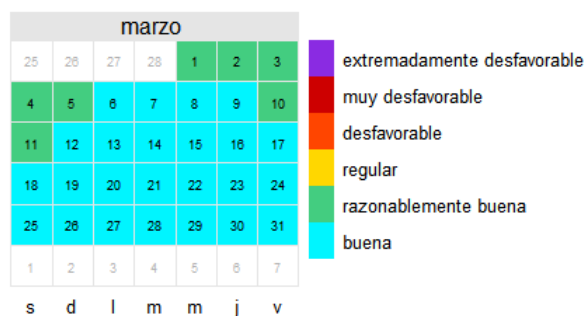 marzo
25 26 27 28 1 2 3
4 5 6 7 8 9 10
11 12 13 14 15 16 17
18 19 20 21 22 23 24
25 26 27 28 29 30 31
1 2 3 4 5 6 7
s d l m m j v
extremadamente desfavorable
muy desfavorable
desfavorable
regular
razonablemente buena
buena